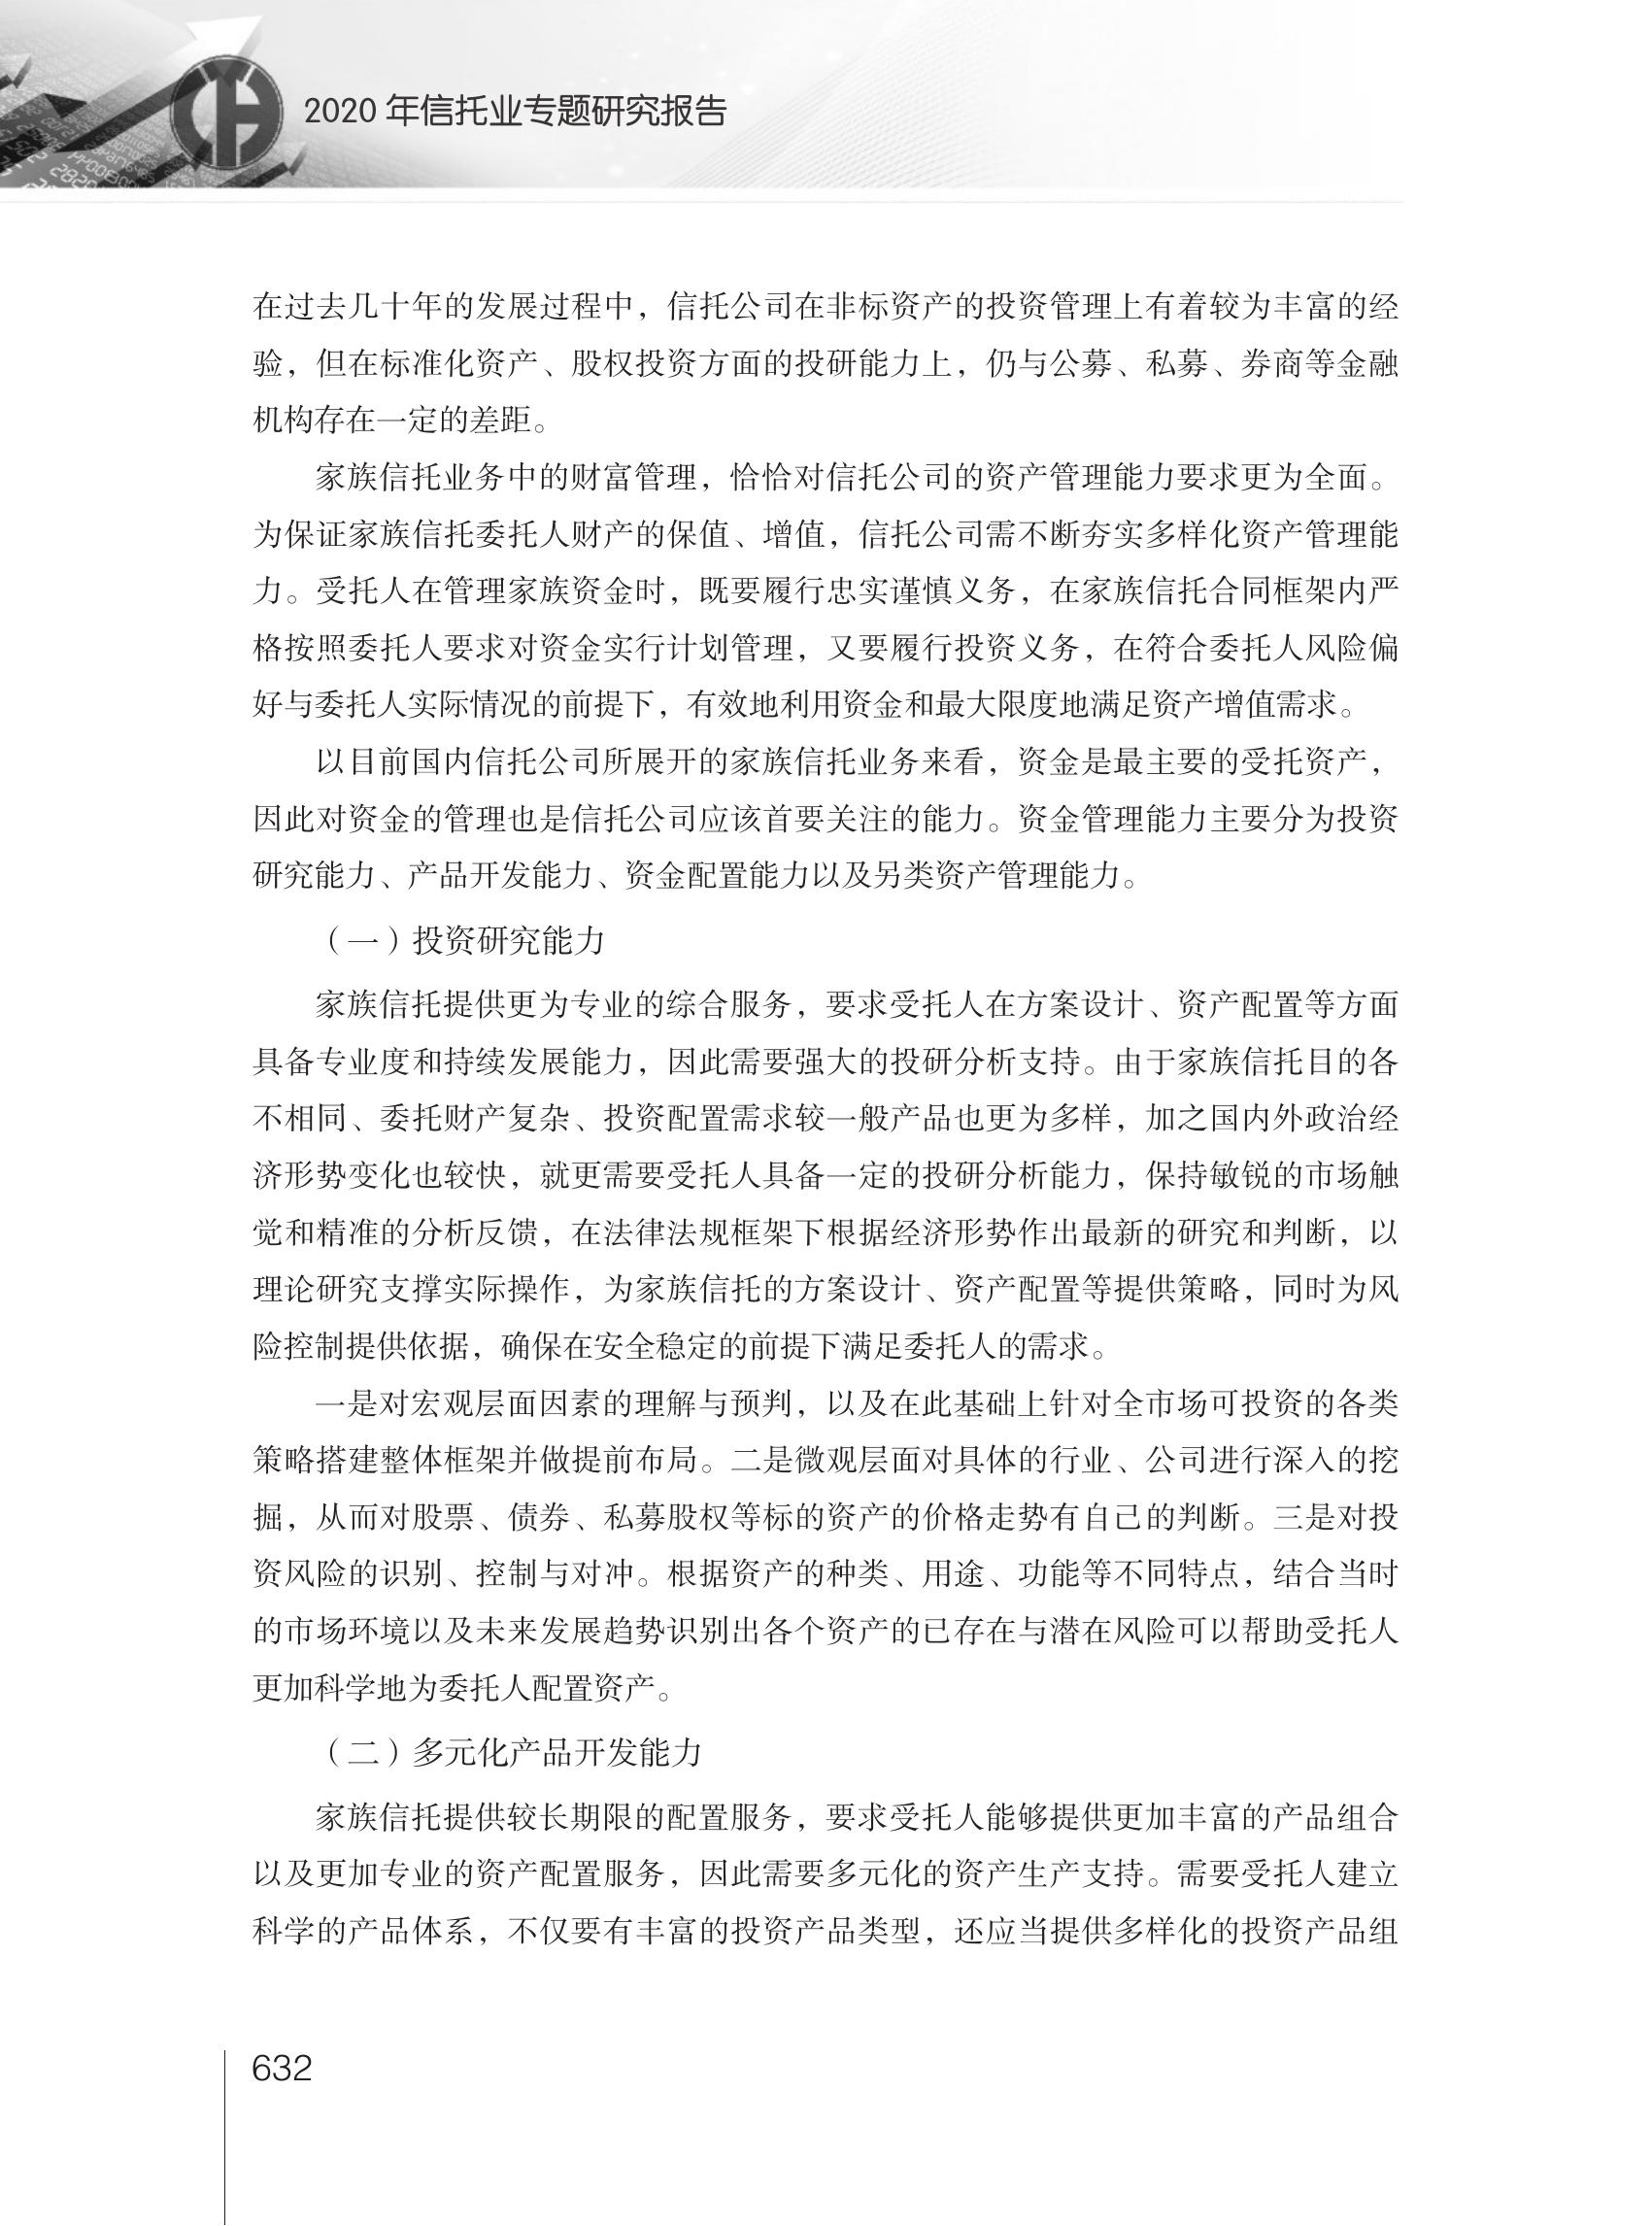 2020 年信托业专题研究报告
在过去几十年的发展过程中，信托公司在非标资产的投资管理上有着较为丰富的经
验，但在标准化资产、股权投资方面的投研能力上，仍与公募、私募、券商等金融
机构存在一定的差距。
家族信托业务中的财富管理，恰恰对信托公司的资产管理能力要求更为全面。
为保证家族信托委托人财产的保值、增值，信托公司需不断夯实多样化资产管理能
力。受托人在管理家族资金时，既要履行忠实谨慎义务，在家族信托合同框架内严
格按照委托人要求对资金实行计划管理，又要履行投资义务，在符合委托人风险偏
好与委托人实际情况的前提下，有效地利用资金和最大限度地满足资产增值需求。
以目前国内信托公司所展开的家族信托业务来看，资金是最主要的受托资产，
因此对资金的管理也是信托公司应该首要关注的能力。资金管理能力主要分为投资
研究能力、产品开发能力、资金配置能力以及另类资产管理能力。
（一）投资研究能力
家族信托提供更为专业的综合服务，要求受托人在方案设计、资产配置等方面
具备专业度和持续发展能力，因此需要强大的投研分析支持。由于家族信托目的各
不相同、委托财产复杂、投资配置需求较一般产品也更为多样，加之国内外政治经
济形势变化也较快，就更需要受托人具备一定的投研分析能力，保持敏锐的市场触
觉和精准的分析反馈，在法律法规框架下根据经济形势作出最新的研究和判断，以
理论研究支撑实际操作，为家族信托的方案设计、资产配置等提供策略，同时为风
险控制提供依据，确保在安全稳定的前提下满足委托人的需求。
一是对宏观层面因素的理解与预判，以及在此基础上针对全市场可投资的各类
策略搭建整体框架并做提前布局。二是微观层面对具体的行业、公司进行深入的挖
掘，从而对股票、债券、私募股权等标的资产的价格走势有自己的判断。三是对投
资风险的识别、控制与对冲。根据资产的种类、用途、功能等不同特点，结合当时
的市场环境以及未来发展趋势识别出各个资产的已存在与潜在风险可以帮助受托人
更加科学地为委托人配置资产。
（二）多元化产品开发能力
家族信托提供较长期限的配置服务，要求受托人能够提供更加丰富的产品组合
以及更加专业的资产配置服务，因此需要多元化的资产生产支持。需要受托人建立
科学的产品体系，不仅要有丰富的投资产品类型，还应当提供多样化的投资产品组
632